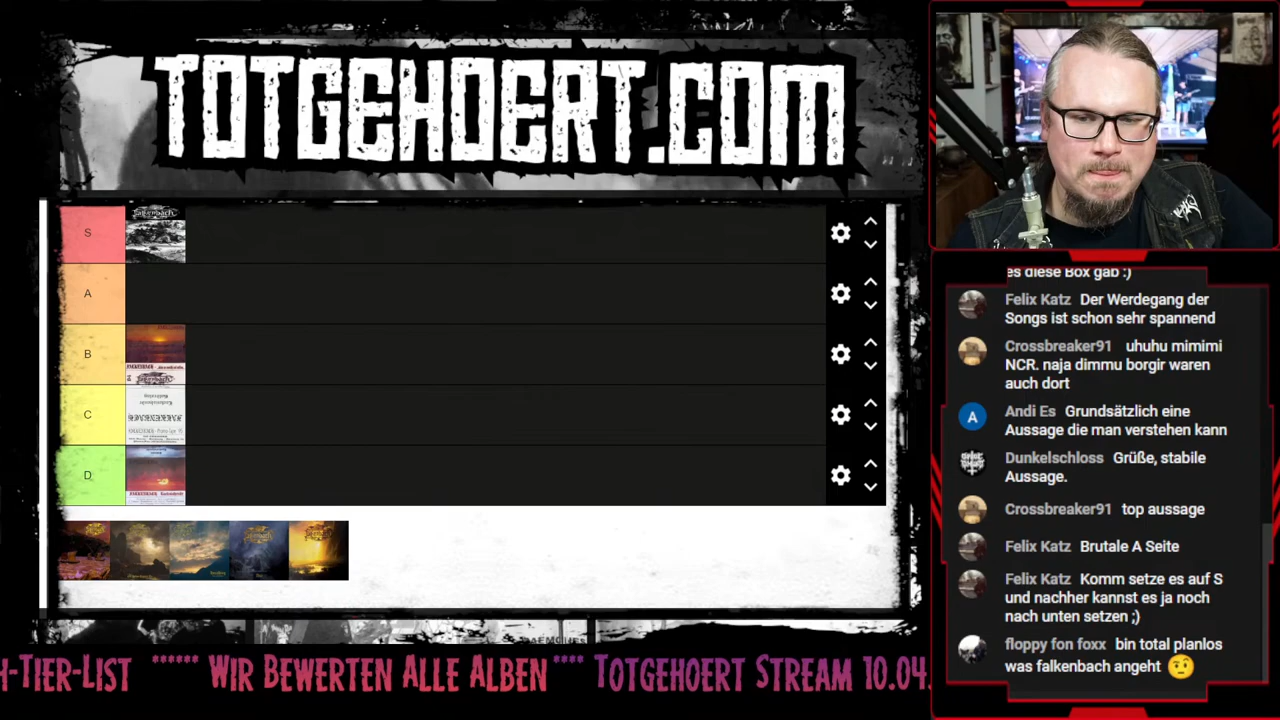 TOTGEHOERT.COM
S
A
B
C
D
es diese Box gab :)
Felix Katz Der Werdegang der
Songs ist schon sehr spannend
Crossbreaker91 uhuhu mimimi
NCR. naja dimmu borgir waren
auch dort
Andi Es Grundsätzlich eine
Aussage die man verstehen kann
Dunkelschloss Grüße, stabile
Aussage.
Crossbreaker91 top aussage
Felix Katz Brutale A Seite
Felix Katz Komm setze es auf S
und nachher kannst es ja noch
nach unten setzen ;)
floppy fon foxx bin total planlos
was falkenbach angeht 🤨
H-TIER-LIST ****** WIR BEWERTEN ALLE ALBEN **** TOTGEHOERT STREAM 10.04.